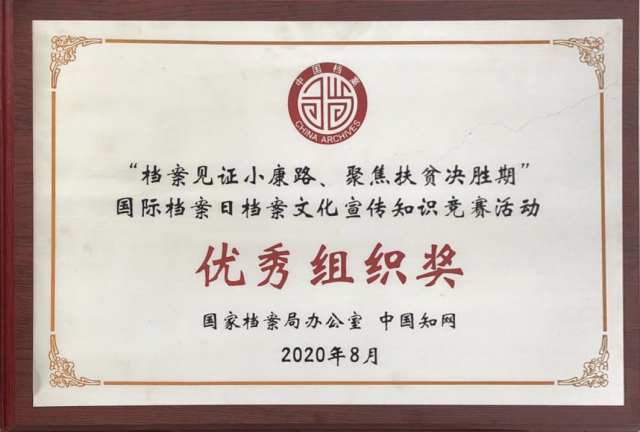 中国档案
CHINA ARCHIVES
“档案见证小康路、聚焦扶贫决胜期”
国际档案日档案文化宣传知识竞赛活动
优秀组织奖
国家档案局办公室 中国知网
2020年8月